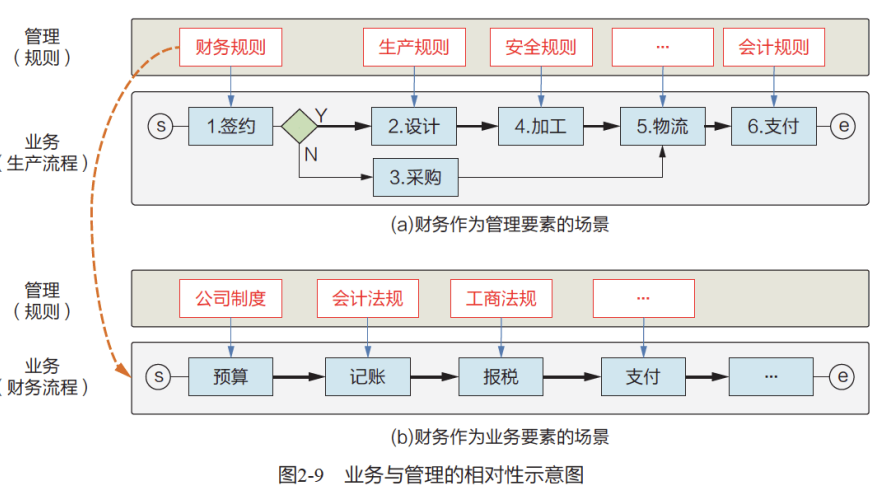 管理
（规则）
财务规则
生产规则
安全规则
…
会计规则
业务
（生产流程）
s
1.签约
Y
N
2.设计
4.加工
5.物流
6.支付
e
3.采购
(a)财务作为管理要素的场景
管理
（规则）
公司制度
会计法规
工商法规
…
业务
（财务流程）
s
预算
记账
报税
支付
…
e
(b)财务作为业务要素的场景
图2-9 业务与管理的相对性示意图